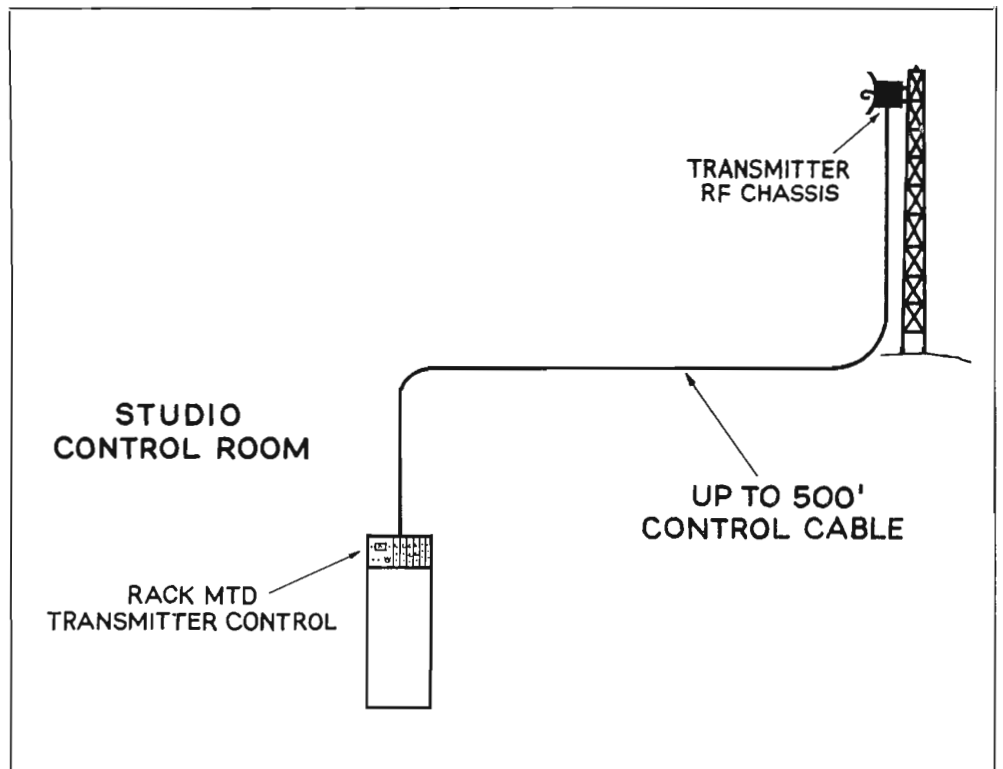 TRANSMITTER
RF CHASSIS
STUDIO
CONTROL ROOM
UP TO 500'
CONTROL CABLE
RACK MTD
TRANSMITTER CONTROL